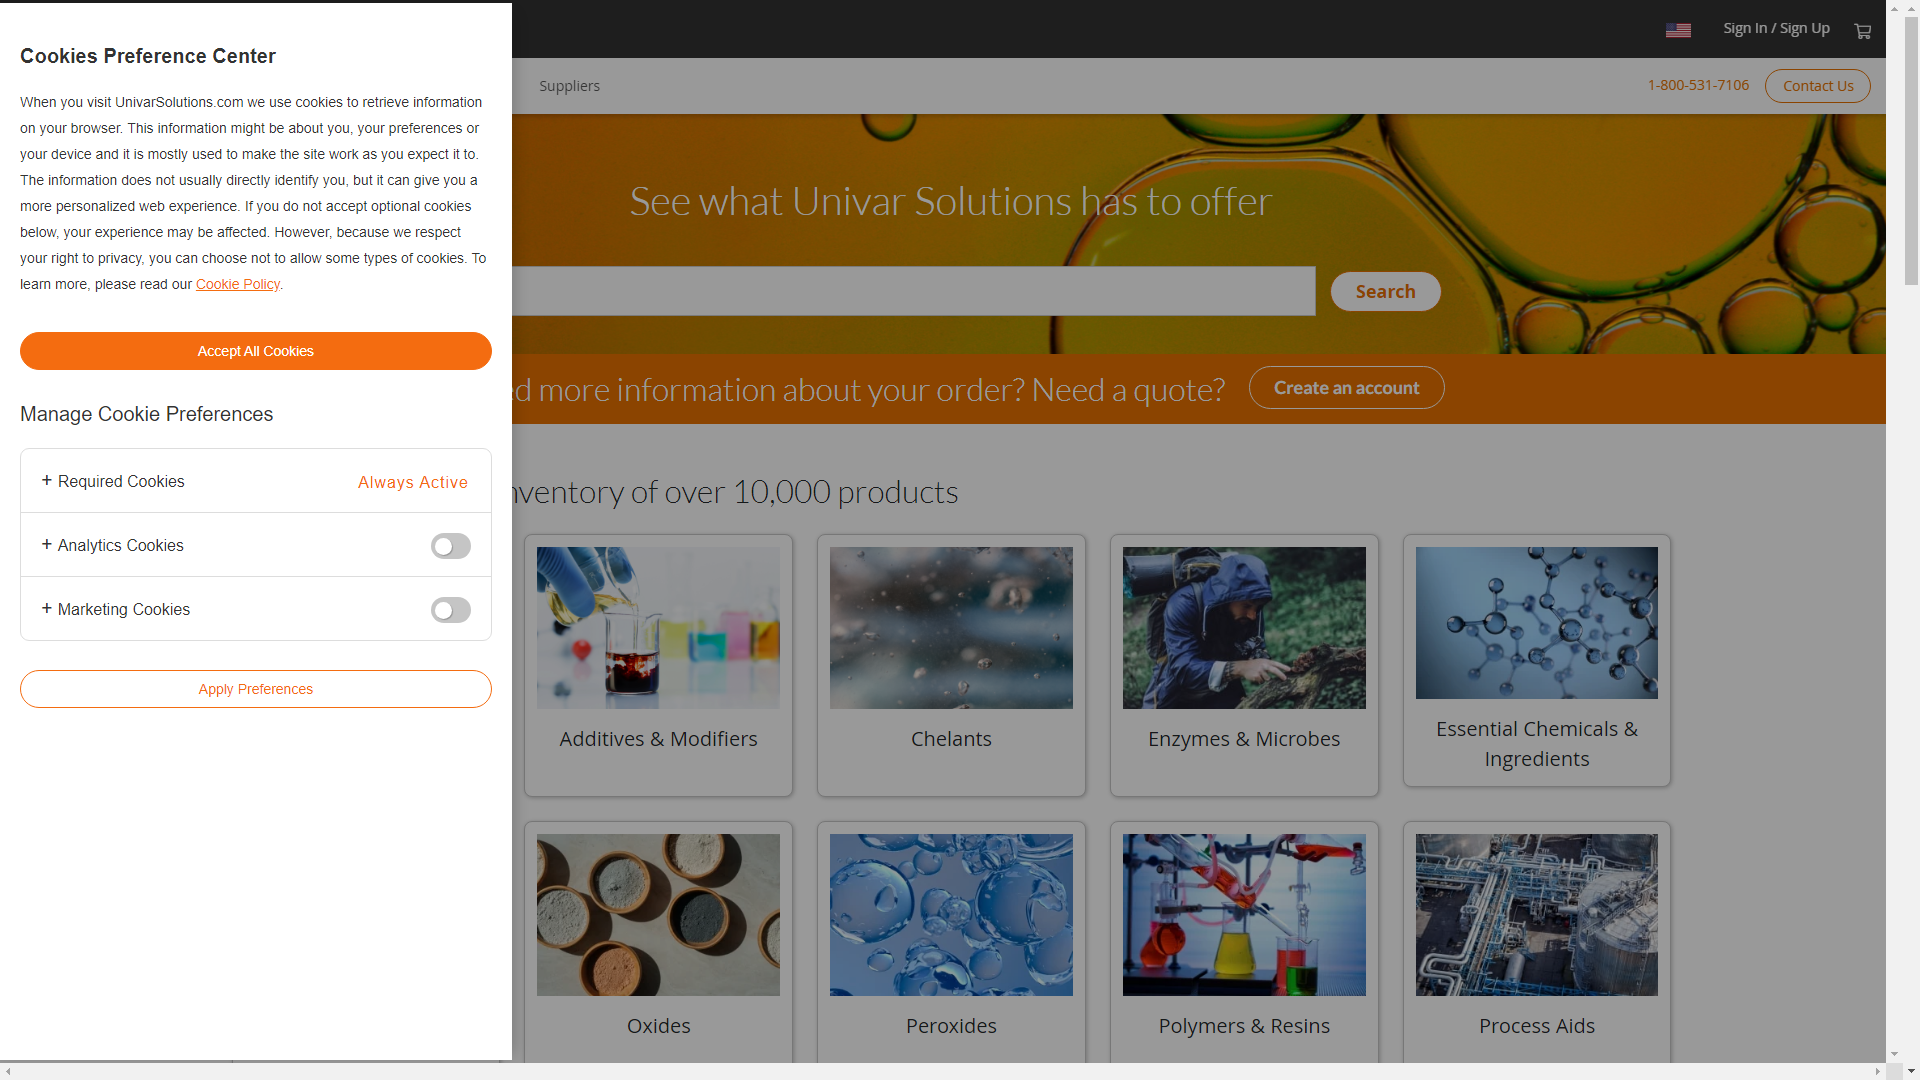 Cookies Preference Center
When you visit UnivarSolutions.com we use cookies to retrieve information
on your browser. This information might be about you, your preferences or
your device and it is mostly used to make the site work as you expect it to.
The information does not usually directly identify you, but it can give you a
more personalized web experience. If you do not accept optional cookies
below, your experience may be affected. However, because we respect
your right to privacy, you can choose not to allow some types of cookies. To
learn more, please read our Cookie Policy.
Accept All Cookies
Manage Cookie Preferences
+ Required Cookies Always Active
+ Analytics Cookies
+ Marketing Cookies
Apply Preferences
Sign In / Sign Up
Suppliers
1-800-531-7106
Contact Us
See what Univar Solutions has to offer
Search
more information about your order? Need a quote?
Create an account
of over 10,000 products
Additives & Modifiers
Chelants
Enzymes & Microbes
Essential Chemicals &
Ingredients
Oxides
Peroxides
Polymers & Resins
Process Aids